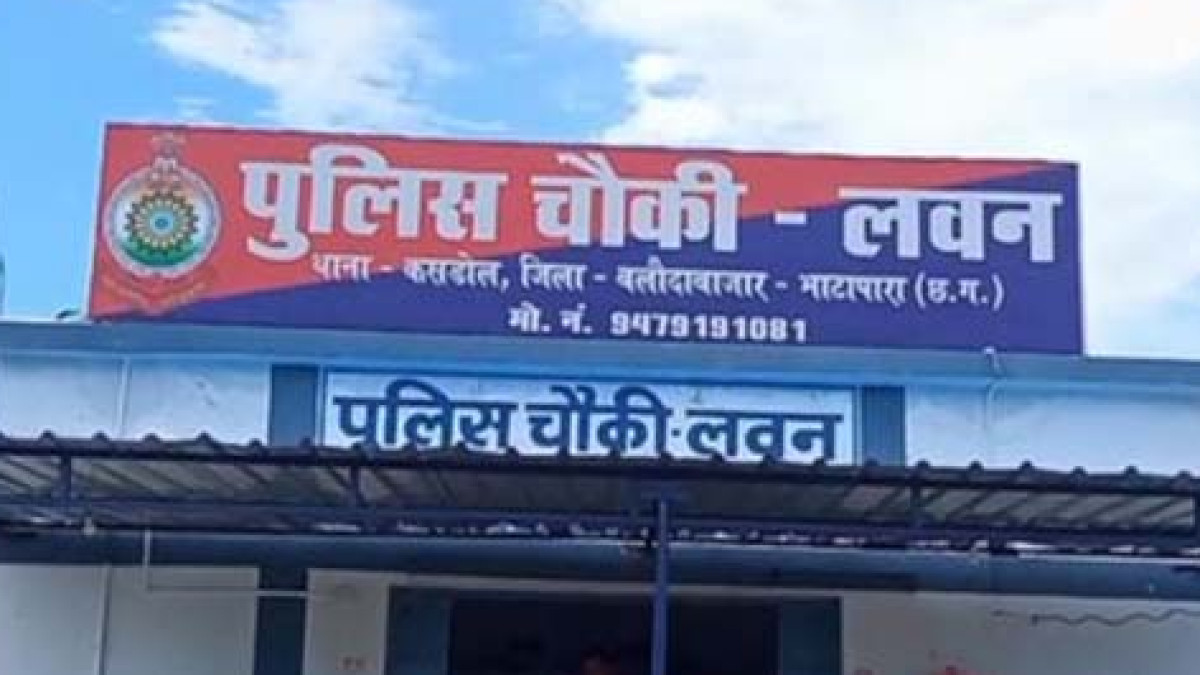 पुलिस चौकी - लवन
थाना - कसडोल, जिला - बलौदाबाजार - भाटापारा (छ.ग.)
मो. नं. 9479191081
पुलिस चौकी-लवन